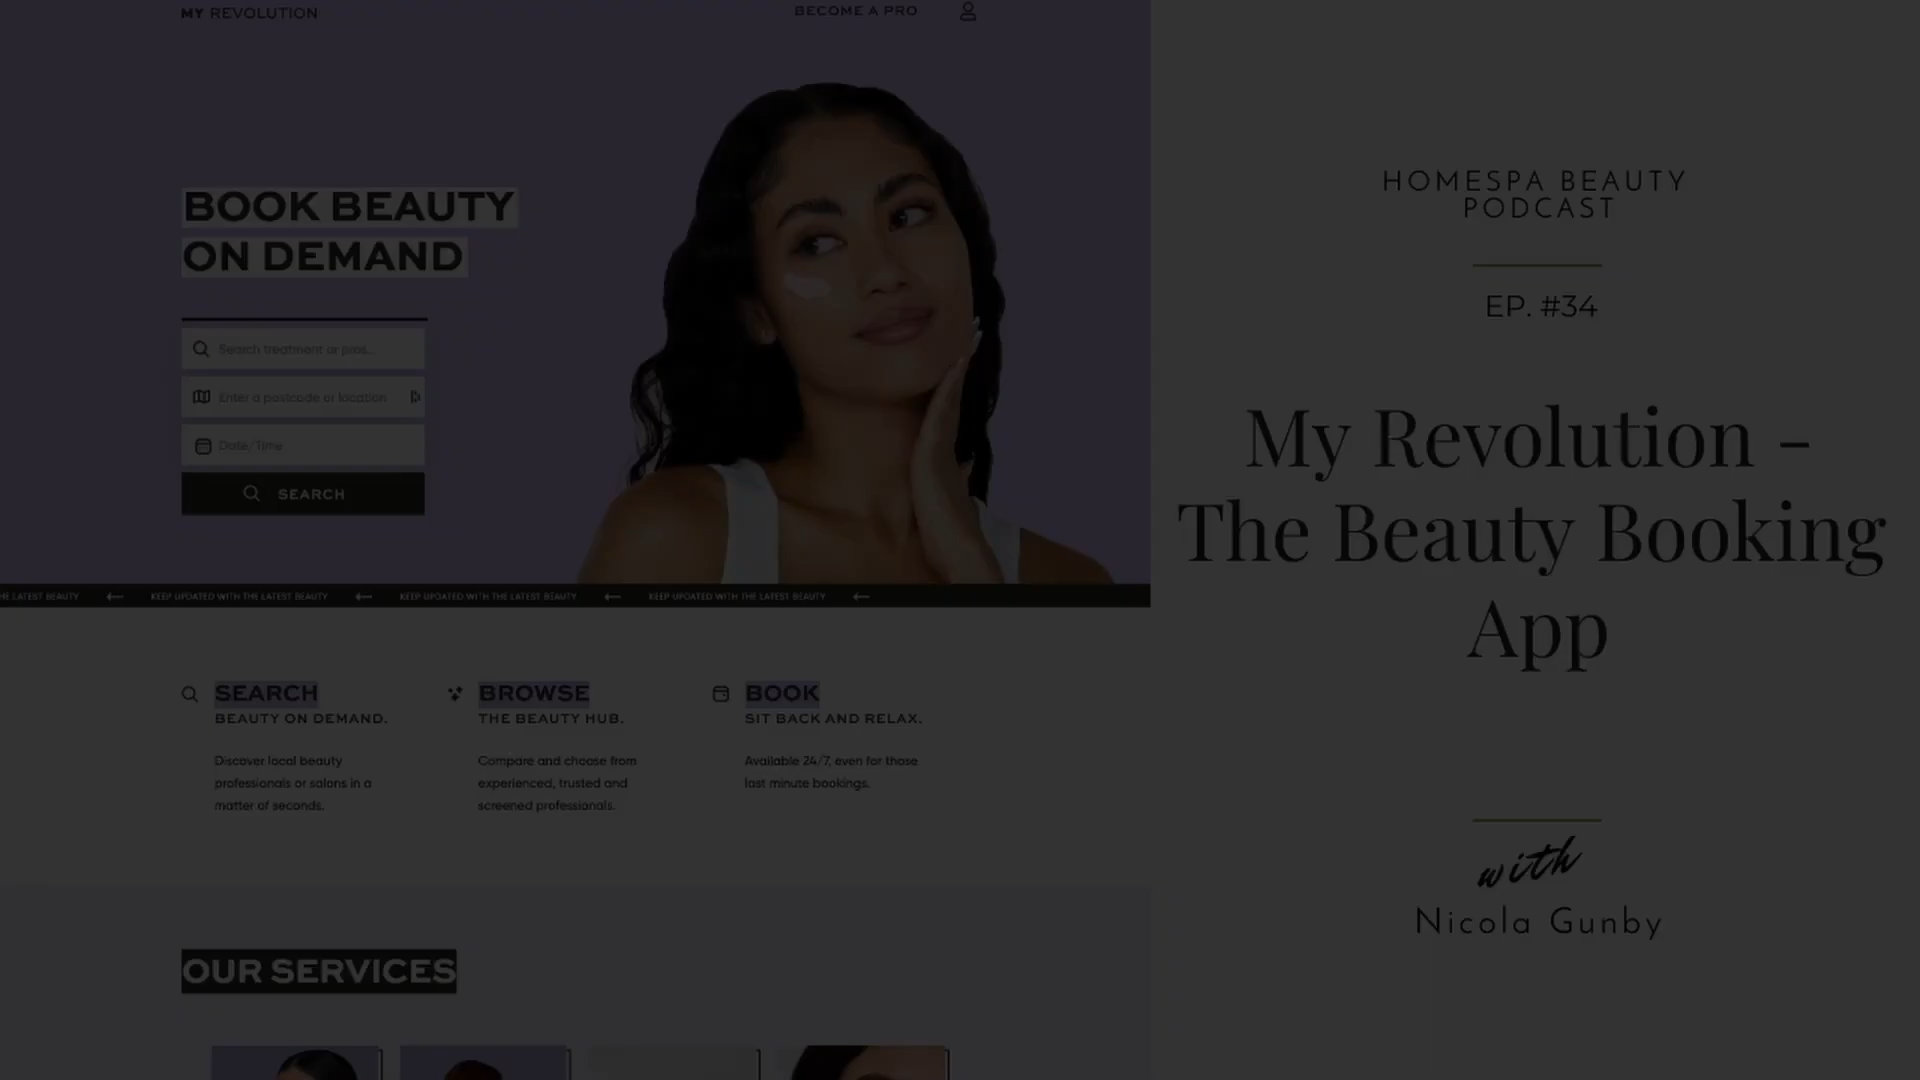 MY REVOLUTION
BECOME A PRO
BOOK BEAUTY
ON DEMAND
Search treatment or pros...
Enter a postcode or location
Date/Time
SEARCH
HE LATEST BEAUTY
KEEP UPDATED WITH THE LATEST BEAUTY
KEEP UPDATED WITH THE LATEST BEAUTY
KEEP UPDATED WITH THE LATEST BEAUTY
SEARCH
BEAUTY ON DEMAND.
Discover local beauty
professionals or salons in a
matter of seconds.
BROWSE
THE BEAUTY HUB.
Compare and choose from
experienced, trusted and
screened professionals.
BOOK
SIT BACK AND RELAX.
Available 24/7, even for those
last minute bookings.
OUR SERVICES
HOMESPA BEAUTY
PODCAST
EP. #34
My Revolution -
The Beauty Booking
App
with
Nicola Gunby